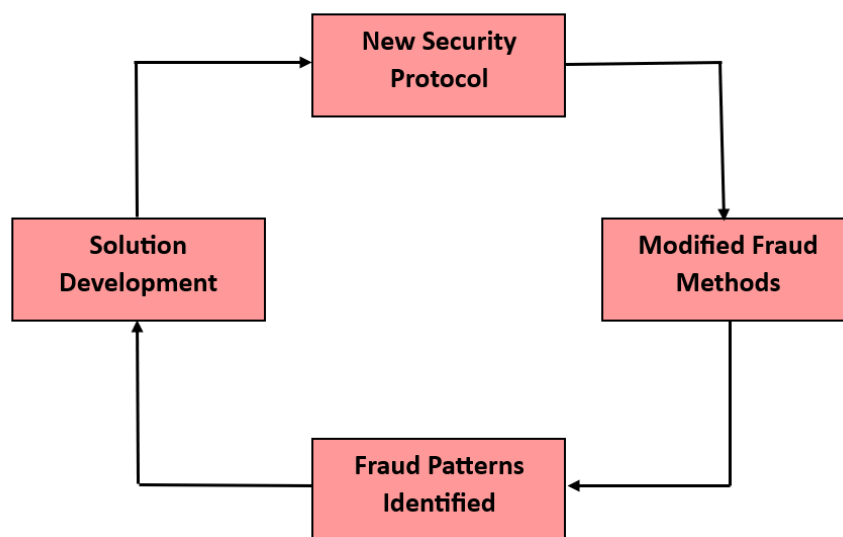 New Security
Protocol
Solution
Development
Modified Fraud
Methods
Fraud Patterns
Identified